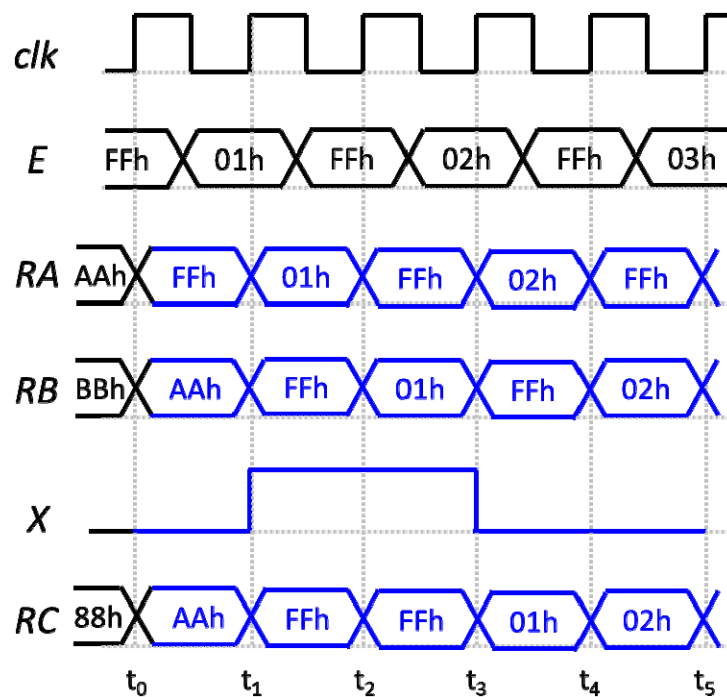 clk
E FFh 01h FFh 02h FFh 03h
RA AAh FFh 01h FFh 02h FFh
RB BBh AAh FFh 01h FFh 02h
X
RC 88h AAh FFh FFh 01h 02h
t0 t1 t2 t3 t4 t5